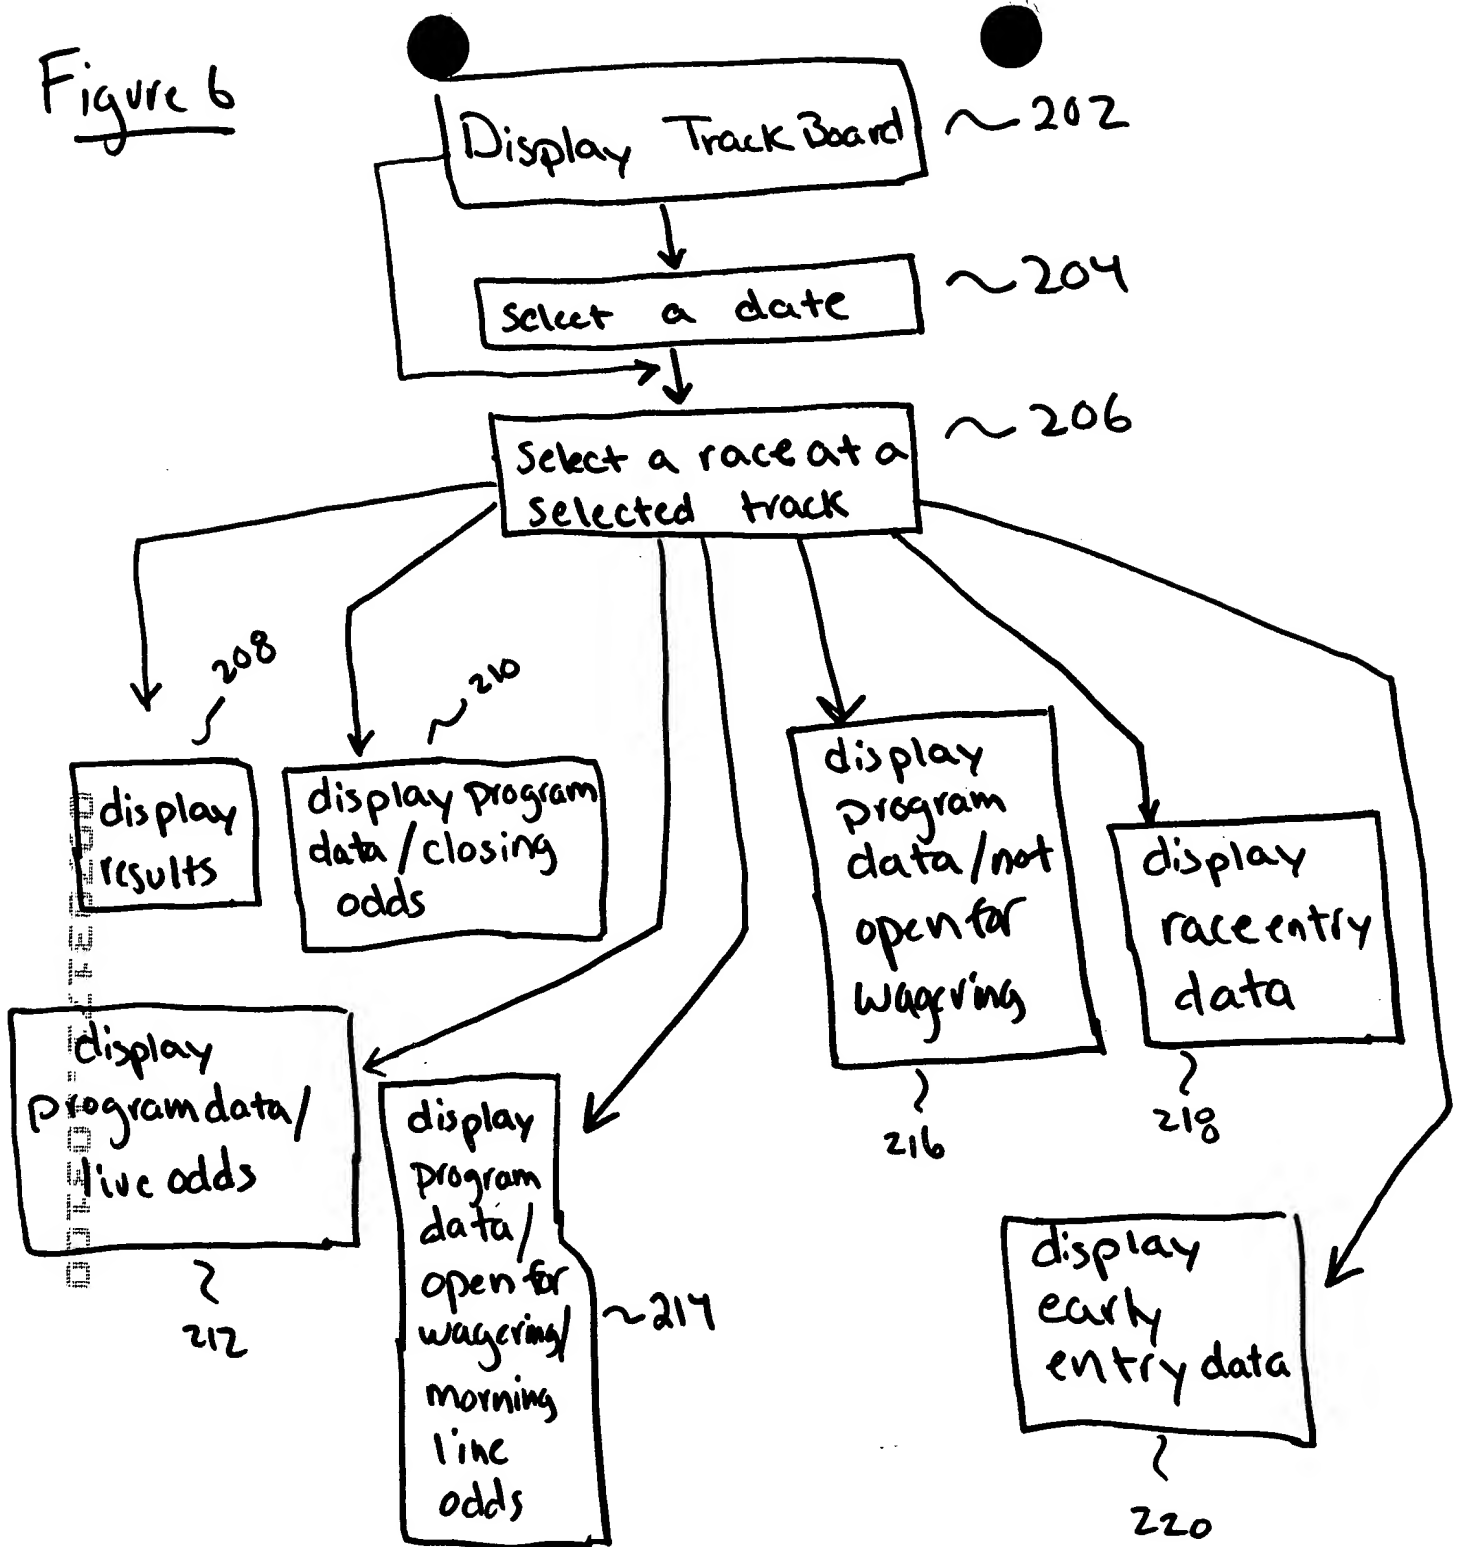 Figure 6
Display Track Board
202
Select a date
204
Select a race at a
selected track
206
208
display
results
210
display program
data/closing
odds
display
program data/
live odds
212
display
program
data/
open for
wagering/
morning
line
odds
214
display
program
data/not
open for
wagering
216
display
race entry
data
218
display
early
entry data
220